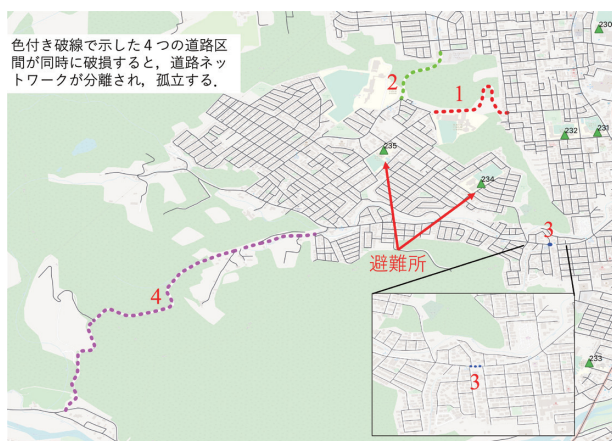 色付き破線で示した4つの道路区
間が同時に破損すると，道路ネッ
トワークが分離され，孤立する．
230
2
1
232
231
235
234
3
避難所
4
3
233